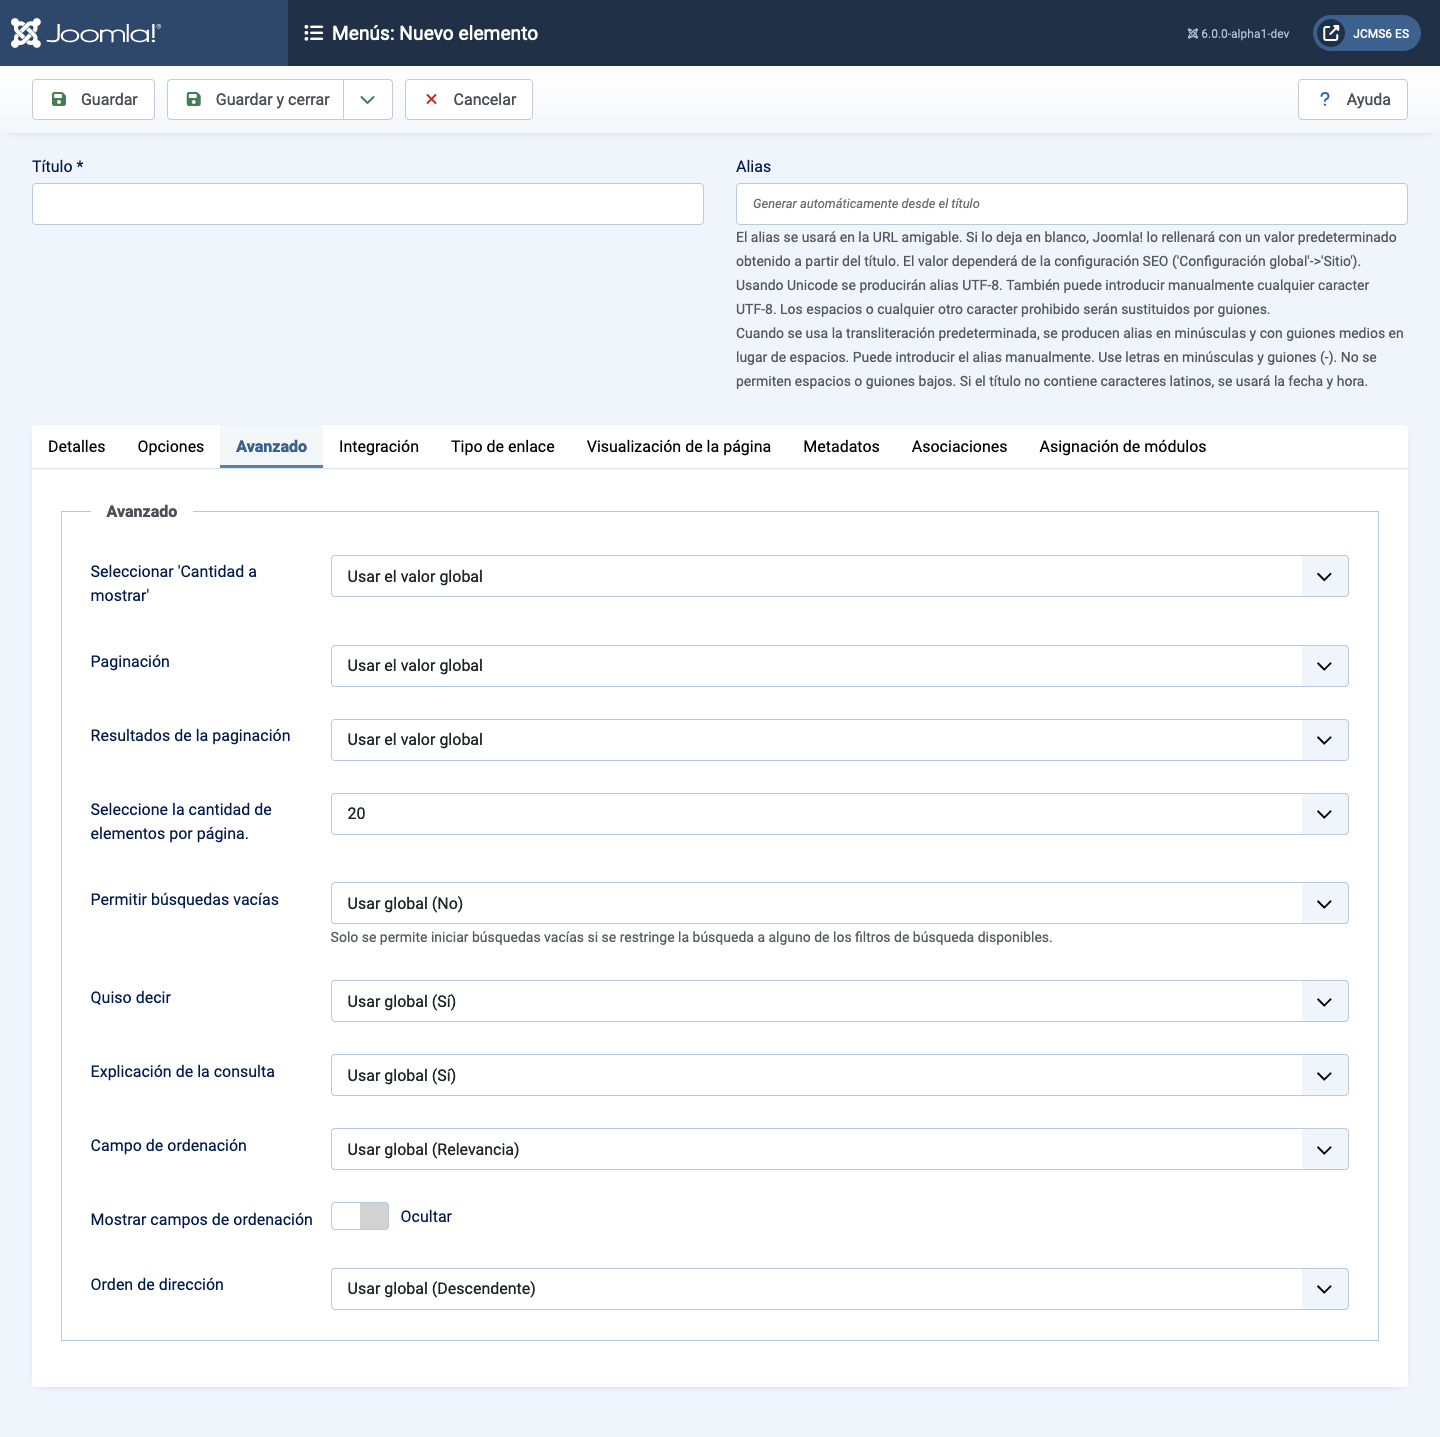 Joomla!®
Menús: Nuevo elemento
6.0.0-alpha1-dev
JCMS6 ES
Guardar
Guardar y cerrar
Cancelar
? Ayuda
Título *
Alias
Generar automáticamente desde el título
El alias se usará en la URL amigable. Si lo deja en blanco, Joomla! lo rellenará con un valor predeterminado
obtenido a partir del título. El valor dependerá de la configuración SEO ('Configuración global'->'Sitio').
Usando Unicode se producirán alias UTF-8. También puede introducir manualmente cualquier caracter
UTF-8. Los espacios o cualquier otro caracter prohibido serán sustituidos por guiones.
Cuando se usa la transliteración predeterminada, se producen alias en minúsculas y con guiones medios en
lugar de espacios. Puede introducir el alias manualmente. Use letras en minúsculas y guiones (-). No se
permiten espacios o guiones bajos. Si el título no contiene caracteres latinos, se usará la fecha y hora.
Detalles
Opciones
Avanzado
Integración
Tipo de enlace
Visualización de la página
Metadatos
Asociaciones
Asignación de módulos
Avanzado
Seleccionar 'Cantidad a
mostrar'
Usar el valor global
Paginación
Usar el valor global
Resultados de la paginación
Usar el valor global
Seleccione la cantidad de
elementos por página.
20
Permitir búsquedas vacías
Usar global (No)
Solo se permite iniciar búsquedas vacías si se restringe la búsqueda a alguno de los filtros de búsqueda disponibles.
Quiso decir
Usar global (Sí)
Explicación de la consulta
Usar global (Sí)
Campo de ordenación
Usar global (Relevancia)
Mostrar campos de ordenación
Ocultar
Orden de dirección
Usar global (Descendente)